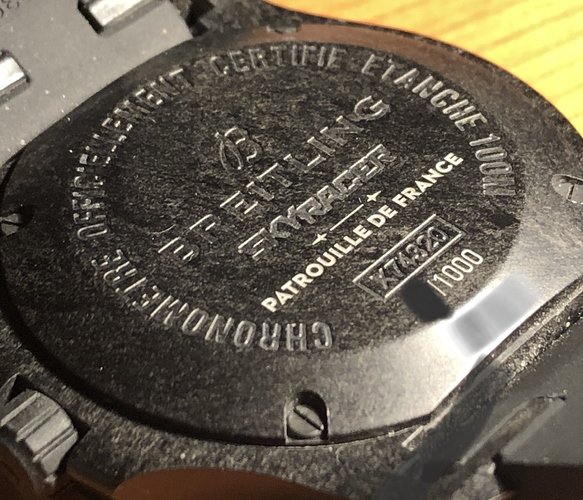 CHRONOMETRE OFFICIELLEMENT CERTIFIE ETANCHE 100M
BREITLING
SKYRACER
PATROUILLE DE FRANCE
X74320
/1000